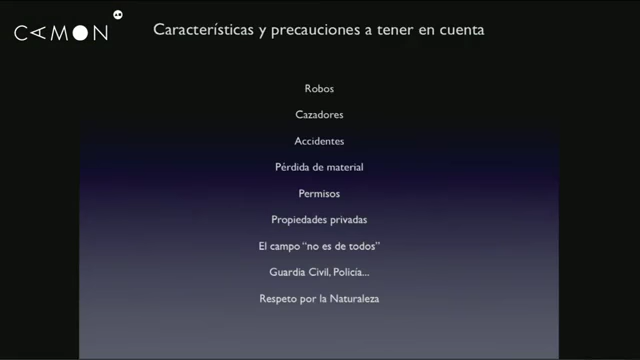 CAMON
Características y precauciones a tener en cuenta
Robos
Cazadores
Accidentes
Pérdida de material
Permisos
Propiedades privadas
El campo “no es de todos”
Guardia Civil, Policía...
Respeto por la Naturaleza